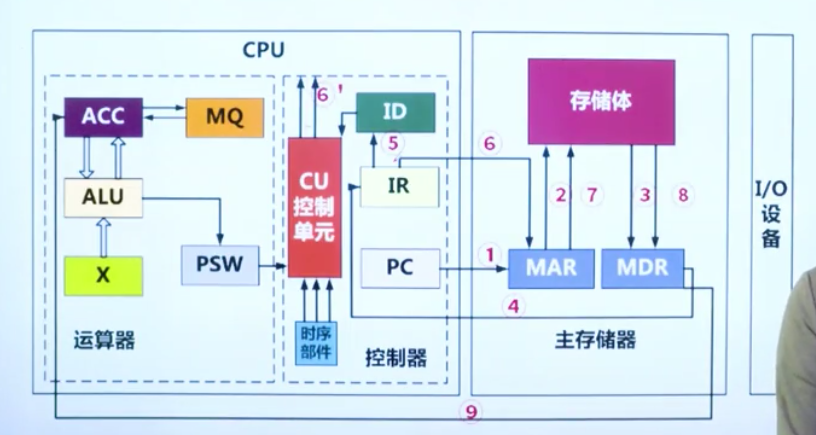 CPU
ACC
MQ
ALU
X
PSW
运算器
⑥'
ID
⑤
CU
控制
单元
IR
PC
时序
部件
控制器
⑥
①
④
⑨
存储体
②
⑦
③
⑧
MAR
MDR
主存储器
I/O
设备